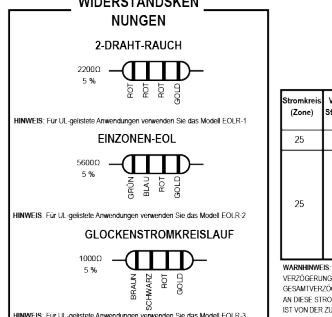 WIDERSTANDSKEN
NUNGEN
2-DRAHT-RAUCH
2200Ω
5 %
ROT
ROT
ROT
GOLD
HINWEIS: Für UL-gelistete Anwendungen verwenden Sie das Modell EOLR-1
EINZONEN-EOL
5600Ω
5 %
GRÜN
BLAU
ROT
GOLD
HINWEIS: Für UL-gelistete Anwendungen verwenden Sie das Modell EOLR-2
GLOCKENSTROMKREISLAUF
1000Ω
5 %
BRAUN
SCHWARZ
ROT
GOLD
HINWEIS: Für UL-gelistete Anwendungen verwenden Sie das Modell EOLR-3
Stromkreis
(Zone)
25
25
WARNHINWEIS:
VERZÖGERUNG
GESAMTVERZÖ
AN DIESE STRO
IST VON DER ZU